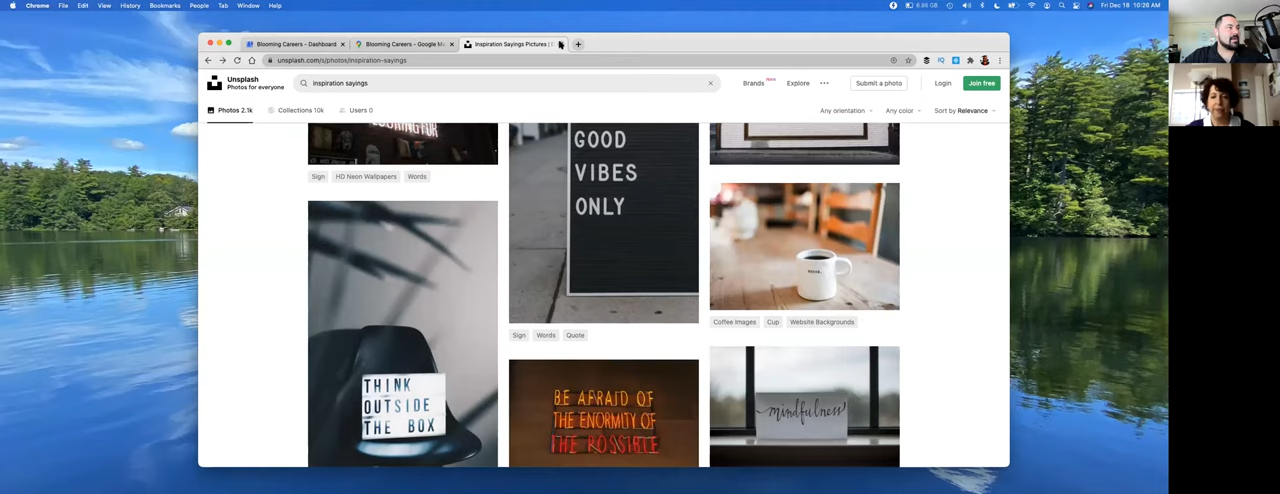 Chrome File Edit View History Bookmarks People Tab Window Help
6.86 GB Fri Dec 18 10:26 AM
Blooming Careers - Dashboard
Blooming Careers - Google M
Inspiration Sayings Pictures |
unsplash.com/s/photos/inspiration-sayings
Unsplash
Photos for everyone
inspiration sayings
Brands New
Explore
Submit a photo
Login
Join free
Photos 2.1k
Collections 10k
Users 0
Any orientation
Any color
Sort by Relevance
Sign
HD Neon Wallpapers
Words
GOOD
VIBES
ONLY
Coffee Images
Cup
Website Backgrounds
Sign
Words
Quote
THINK
OUTSIDE
THE BOX
BE AFRAID OF
THE ENORMITY OF
THE POSSIBLE
mindfulness